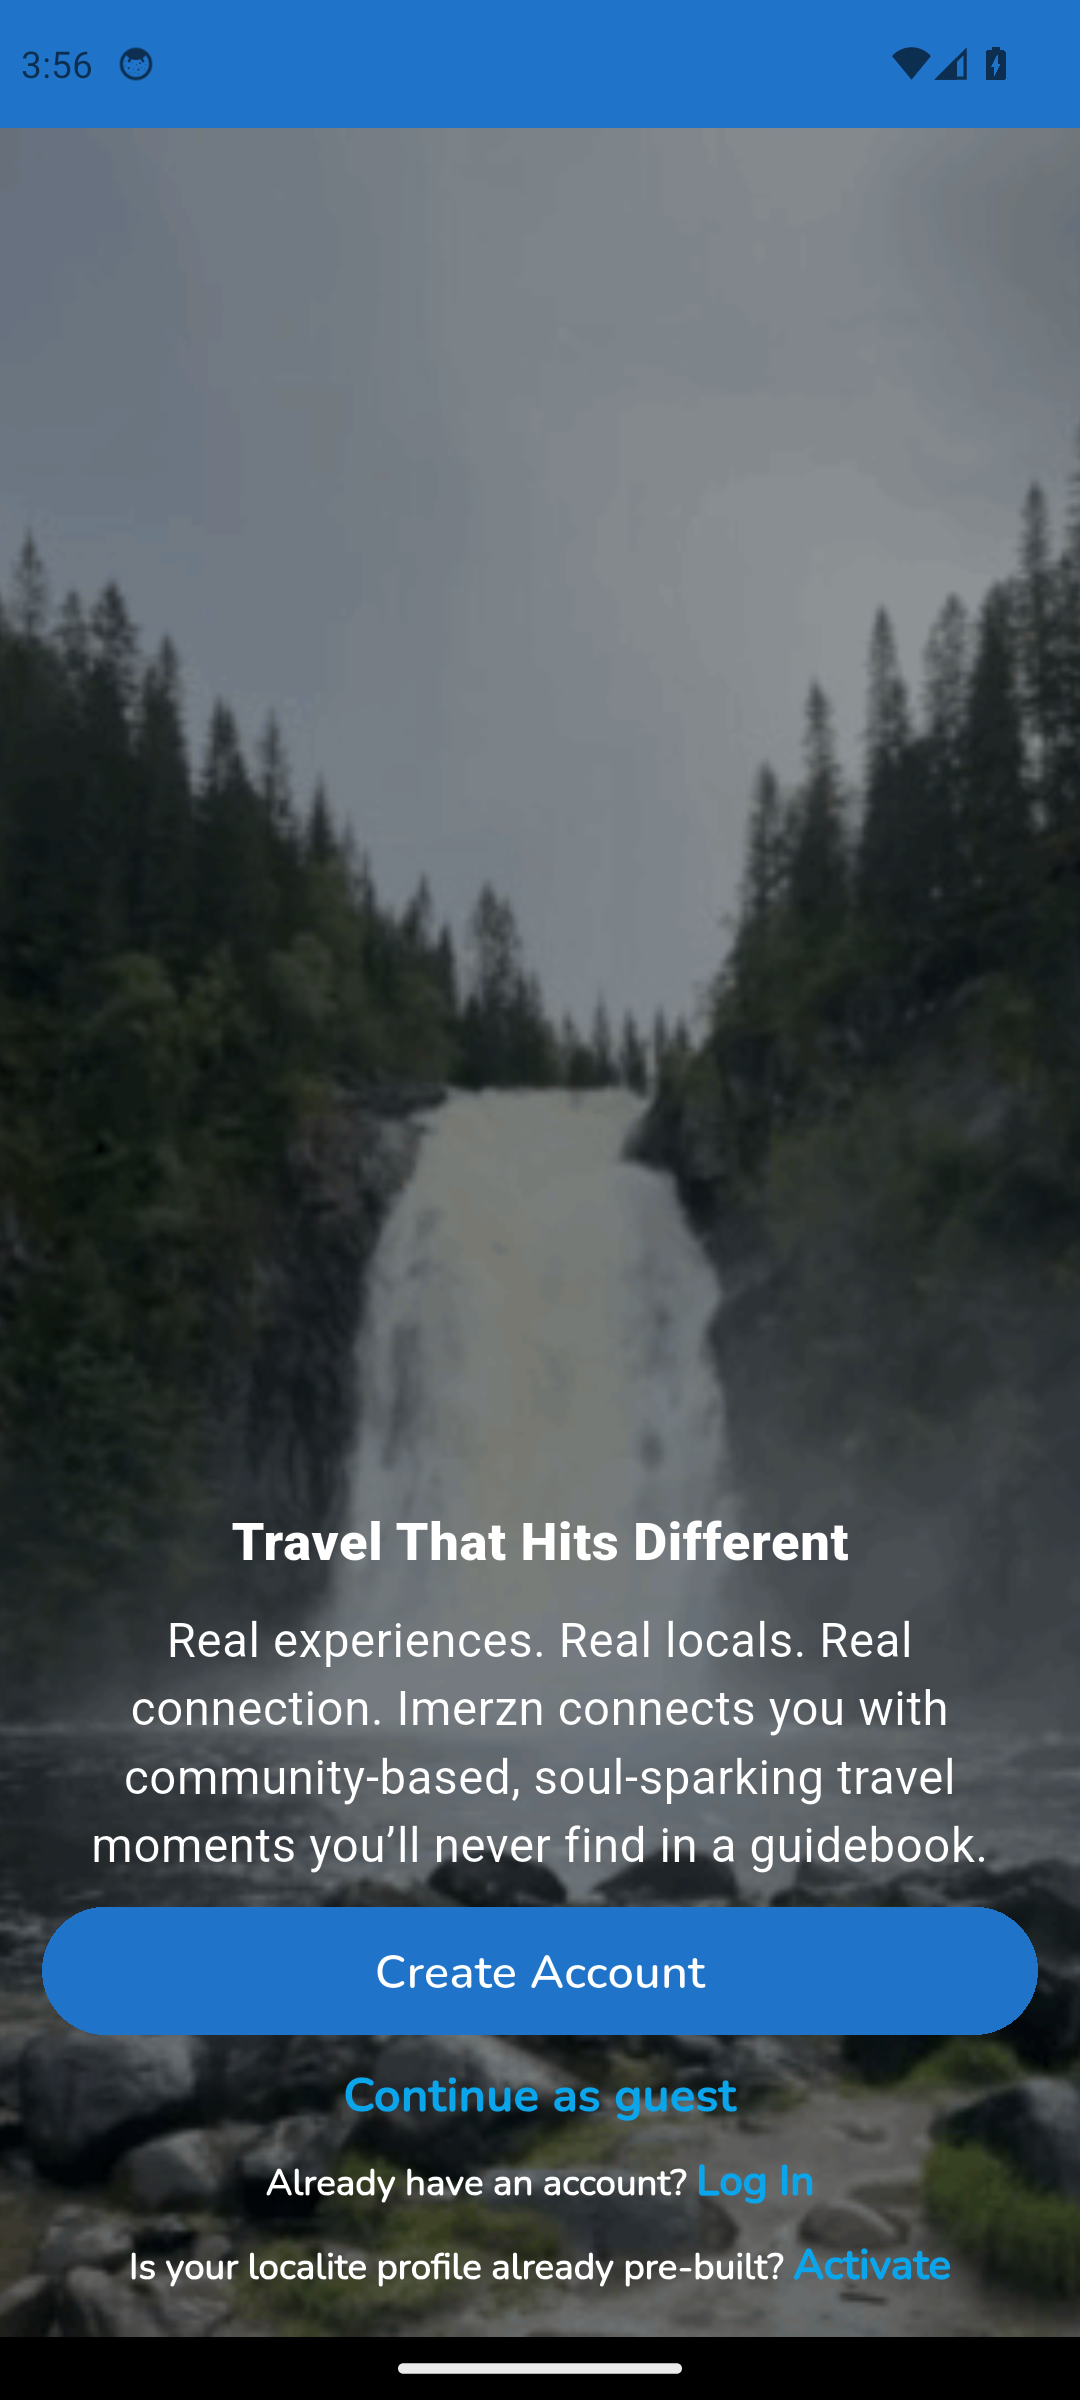 3:56
Travel That Hits Different
Real experiences. Real locals. Real
connection. Imerzn connects you with
community-based, soul-sparking travel
moments you’ll never find in a guidebook.
Create Account
Continue as guest
Already have an account? Log In
Is your localite profile already pre-built? Activate